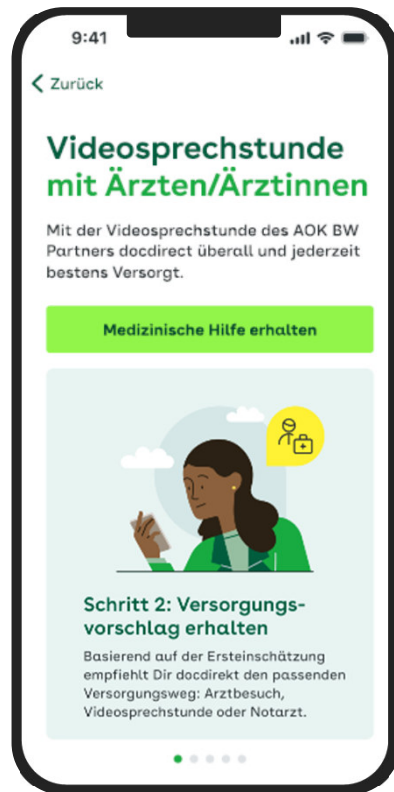 9:41
Zurück
Videosprechstunde
mit Ärzten/Ärztinnen
Mit der Videosprechstunde des AOK BW
Partners docdirect überall und jederzeit
bestens Versorgt.
Medizinische Hilfe erhalten
Schritt 2: Versorgungs-
vorschlag erhalten
Basierend auf der Ersteinschätzung
empfiehlt Dir docdirekt den passenden
Versorgungsweg: Arztbesuch,
Videosprechstunde oder Notarzt.